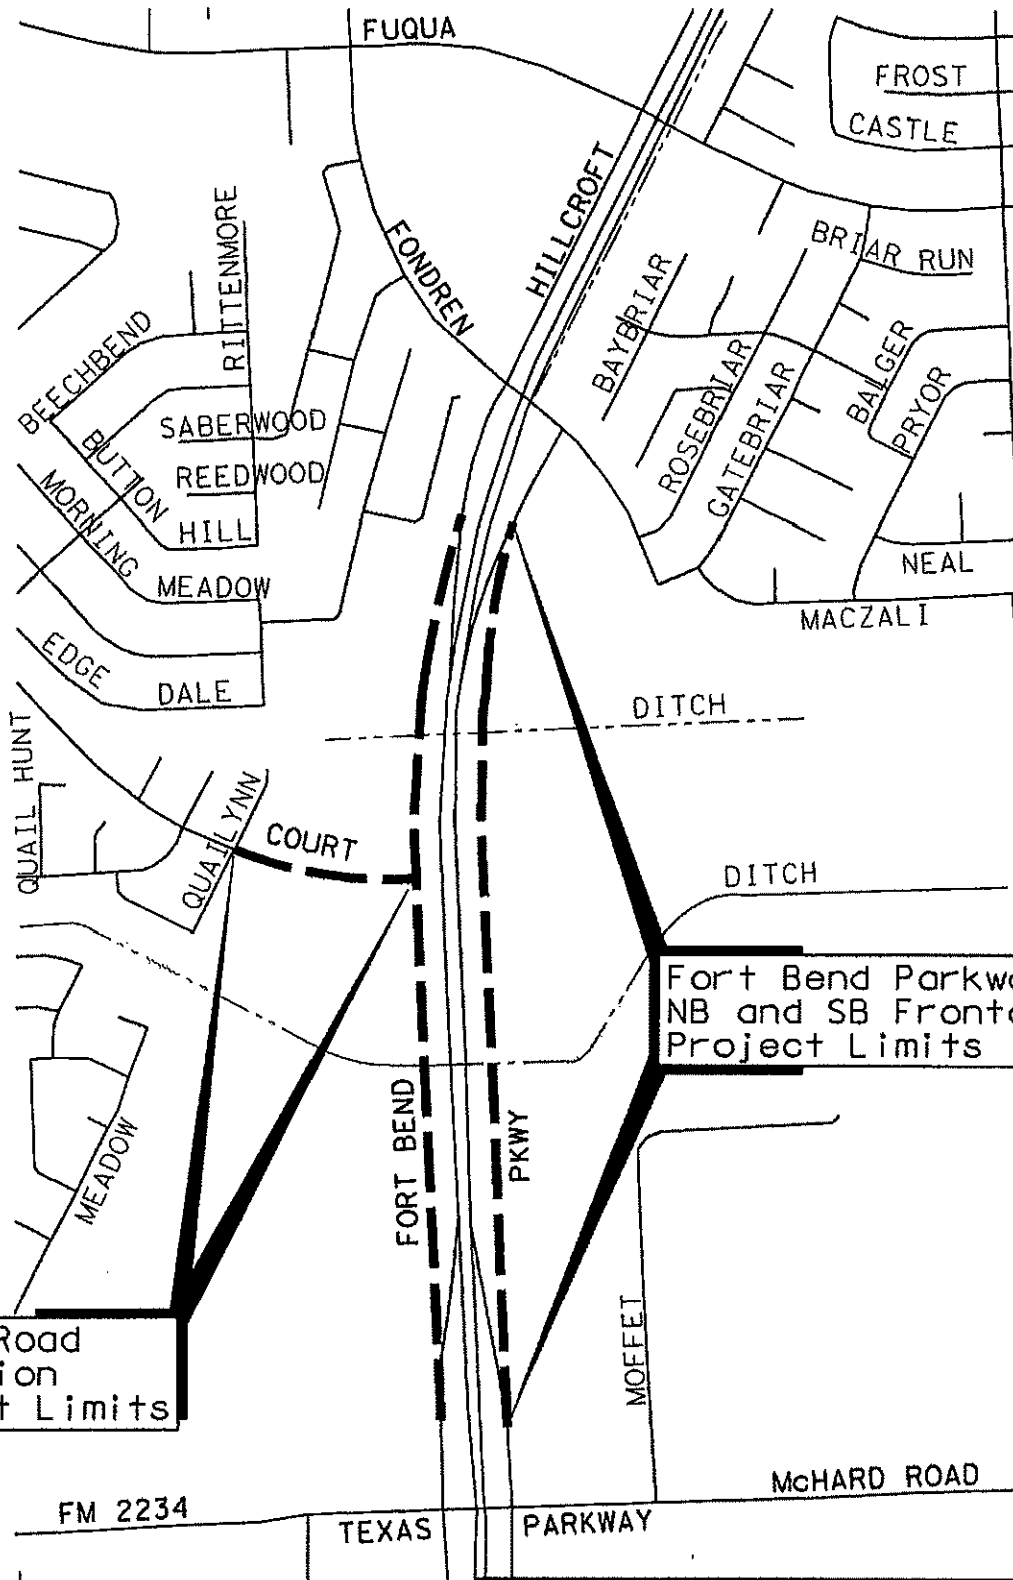 FUQUA
FROST
CASTLE
HILLCROFT
FONDREN
RITTENMORE
BRIAR RUN
BAYBRIAR
BEECHBEND
SABERWOOD
ROSEBRIAR
GATEBRIAR
BALGER
PRYOR
BUTTON
HILL
REEDWOOD
MORNING
MEADOW
NEAL
MACZALI
EDGE
DALE
DITCH
QUAIL HUNT
QUAILYNN
COURT
DITCH
Fort Bend Parkwa
NB and SB Fronta
Project Limits
FORT BEND
PKWY
MEADOW
MOFFET
Road
ion
t Limits
McHARD ROAD
FM 2234
TEXAS
PARKWAY